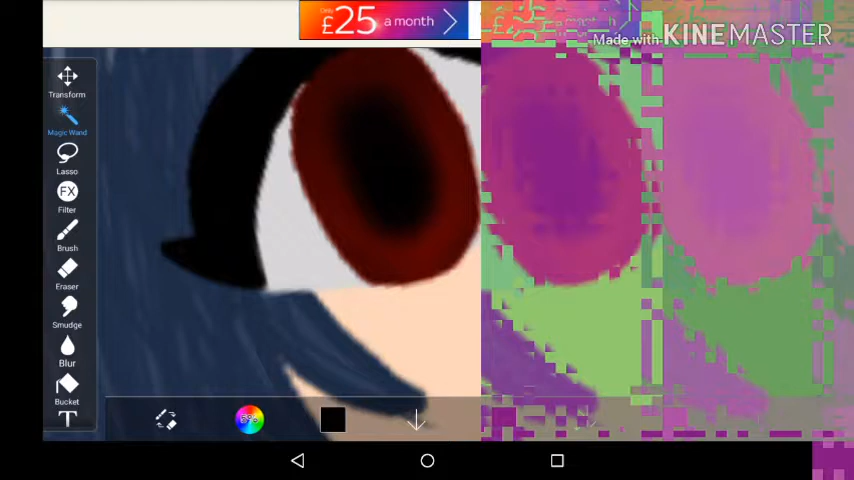 Only
£25 a month
Made with KINEMASTER
Transform
Magic Wand
Lasso
FX
Filter
Brush
Eraser
Smudge
Blur
Bucket
T